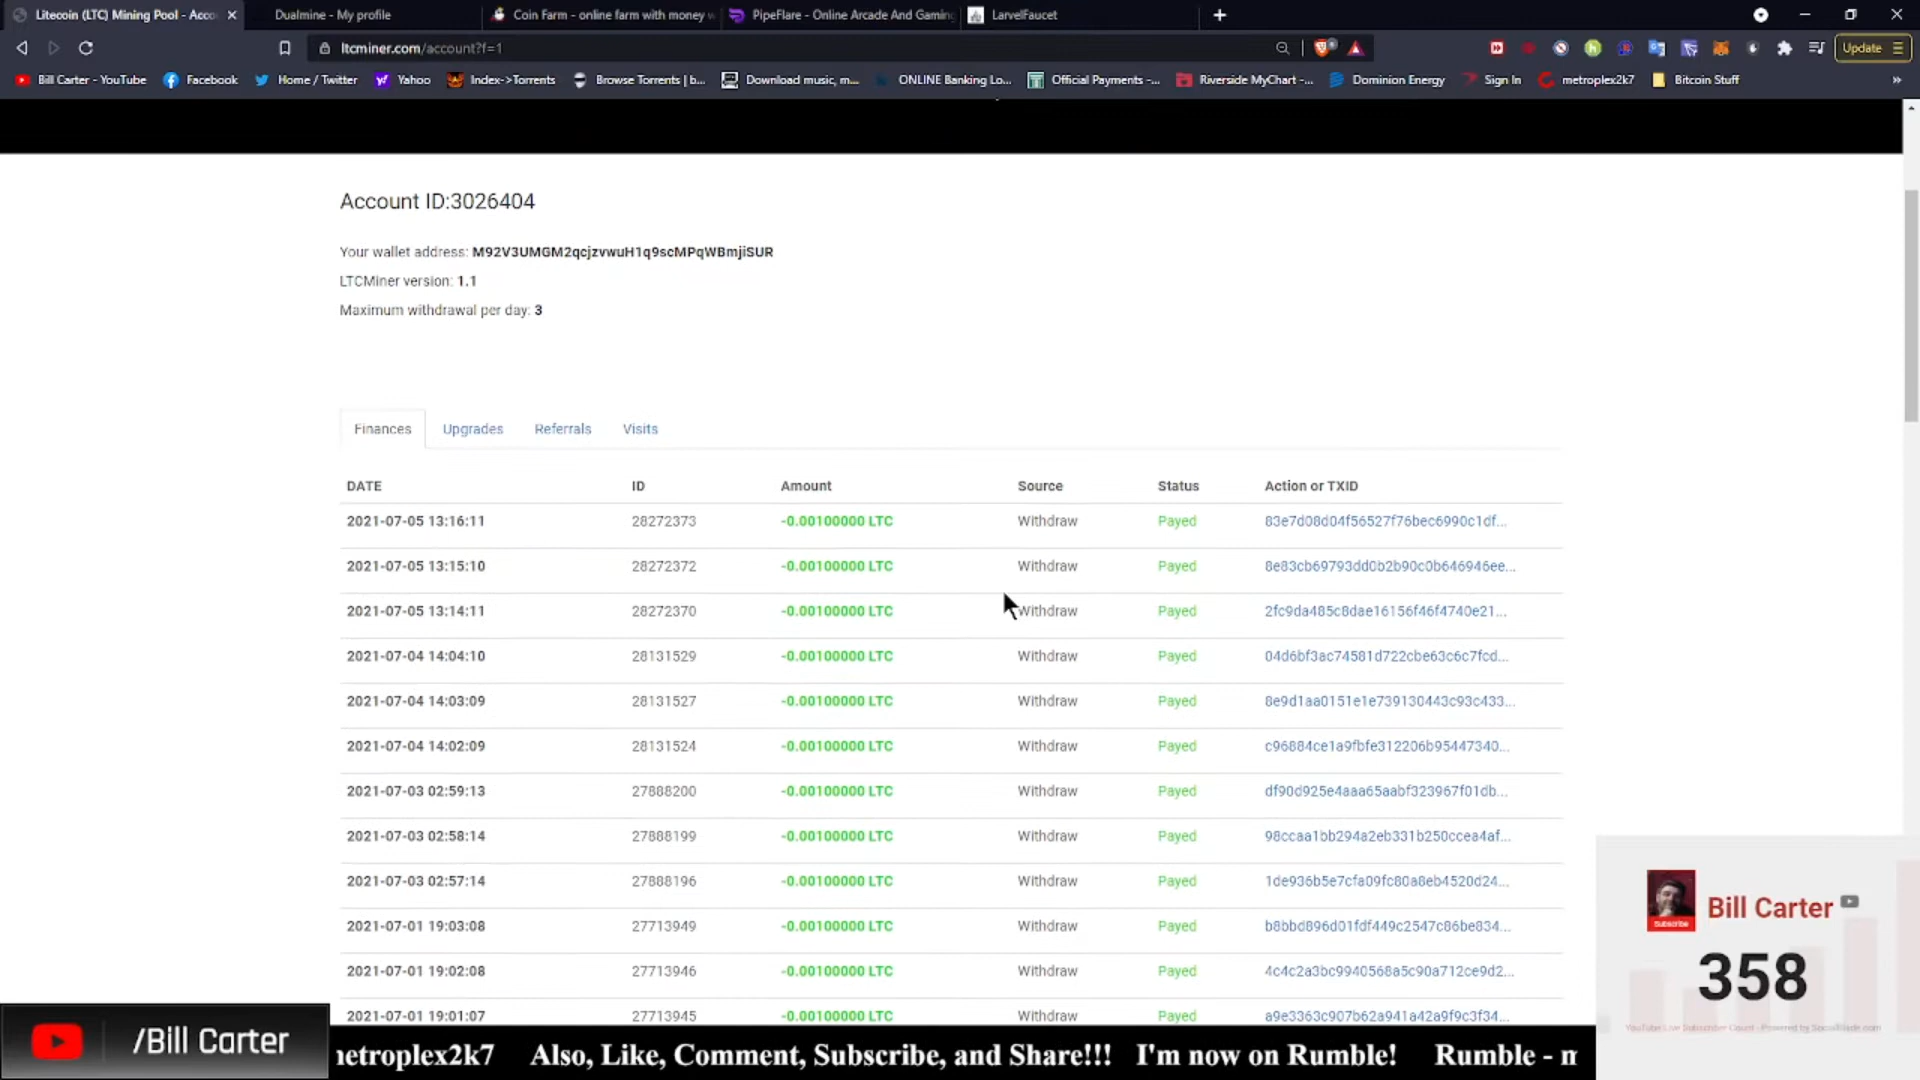 Litecoin (LTC) Mining Pool - Acco
Dualmine - My profile
Coin Farm - online farm with money w
PipeFlare - Online Arcade And Gaming
LarvelFaucet
ltcminer.com/account?f=1
Update
Bill Carter - YouTube
Facebook
Home / Twitter
Yahoo
Index->Torrents
Browse Torrents | b...
Download music, m...
ONLINE Banking Lo...
Official Payments -...
Riverside MyChart -...
Dominion Energy
Sign In
metroplex2k7
Bitcoin Stuff
»
Account ID:3026404
Your wallet address: M92V3UMGM2qcjzvwuH1q9scMPqWBmjiSUR
LTCMiner version: 1.1
Maximum withdrawal per day: 3
Finances Upgrades Referrals Visits
DATE ID Amount Source Status Action or TXID
2021-07-05 13:16:11 28272373 -0.00100000 LTC Withdraw Payed 83e7d08d04f56527f76bec6990c1df...
2021-07-05 13:15:10 28272372 -0.00100000 LTC Withdraw Payed 8e83cb69793dd0b2b90c0b646946ee...
2021-07-05 13:14:11 28272370 -0.00100000 LTC Withdraw Payed 2fc9da485c8dae16156f46f4740e21...
2021-07-04 14:04:10 28131529 -0.00100000 LTC Withdraw Payed 04d6bf3ac74581d722cbe63c6c7fcd...
2021-07-04 14:03:09 28131527 -0.00100000 LTC Withdraw Payed 8e9d1aa0151e1e739130443c93c433...
2021-07-04 14:02:09 28131524 -0.00100000 LTC Withdraw Payed c96884ce1a9fbfe312206b95447340...
2021-07-03 02:59:13 27888200 -0.00100000 LTC Withdraw Payed df90d925e4aaa65aabf323967f01db...
2021-07-03 02:58:14 27888199 -0.00100000 LTC Withdraw Payed 98ccaa1bb294a2eb331b250ccea4af...
2021-07-03 02:57:14 27888196 -0.00100000 LTC Withdraw Payed 1de936b5e7cfa09fc80a8eb4520d24...
2021-07-01 19:03:08 27713949 -0.00100000 LTC Withdraw Payed b8bbd896d01fdf449c2547c86be834...
2021-07-01 19:02:08 27713946 -0.00100000 LTC Withdraw Payed 4c4c2a3bc9940568a5c90a712ce9d2...
2021-07-01 19:01:07 27713945 -0.00100000 LTC Withdraw Payed a9e3363c907b62a941a42a9f9c3f34...
Subscribe
Bill Carter
358
YouTube Live Subscriber Count - Powered by SocialBlade.com
/Bill Carter
etroplex2k7 Also, Like, Comment, Subscribe, and Share!!! I'm now on Rumble! Rumble - m